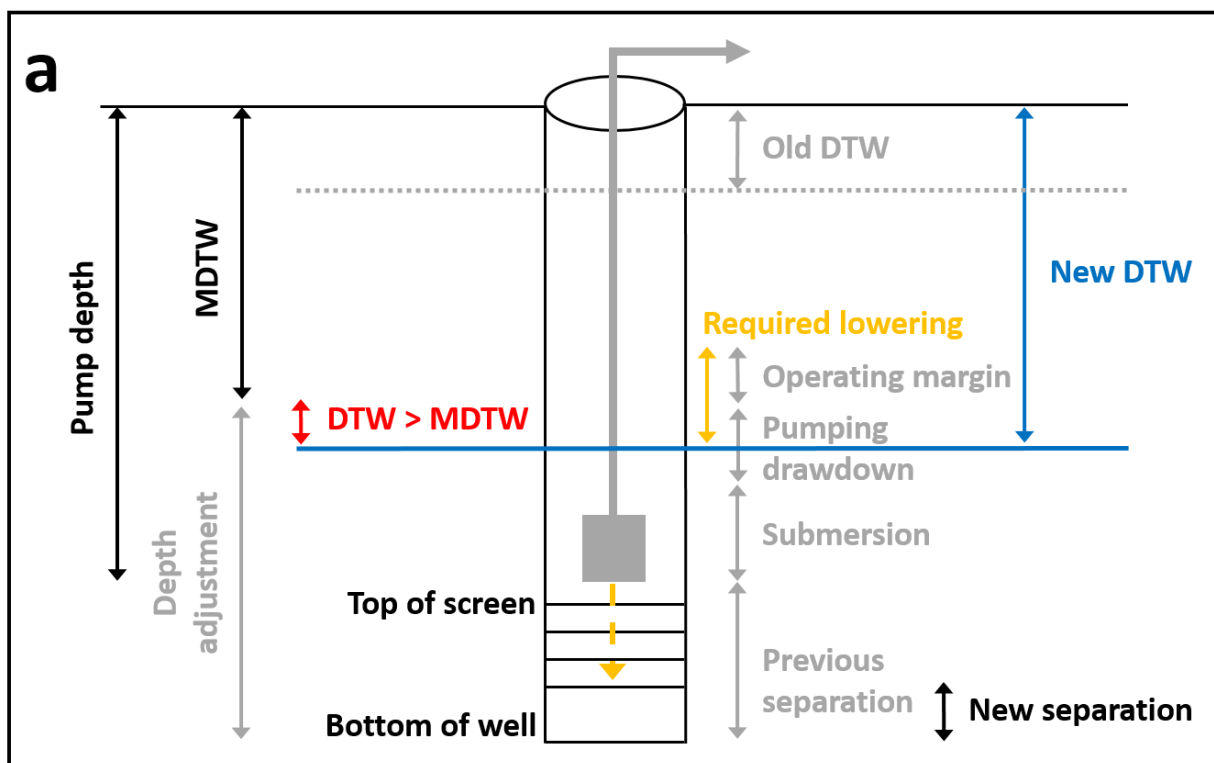 a
Old DTW
Pump depth
MDTW
New DTW
Required lowering
Operating margin
DTW > MDTW
Pumping
drawdown
Depth
adjustment
Submersion
Top of screen
Previous
separation
New separation
Bottom of well